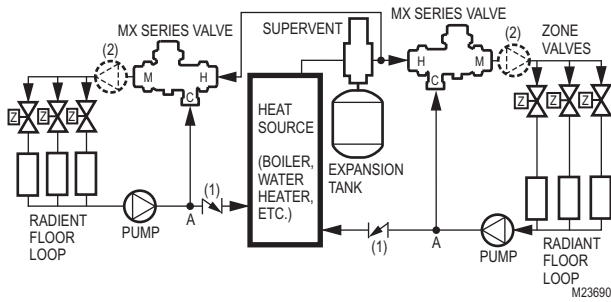 MX SERIES VALVE
SUPERVENT
MX SERIES VALVE
(2)
(2)
ZONE
VALVES
M
H
C
H
M
C
Z
Z
Z
Z
Z
Z
HEAT
SOURCE
(BOILER,
WATER
HEATER,
ETC.)
EXPANSION
TANK
(1)
A
PUMP
RADIENT
FLOOR
LOOP
(1)
A
PUMP
RADIANT
FLOOR
LOOP
M23690